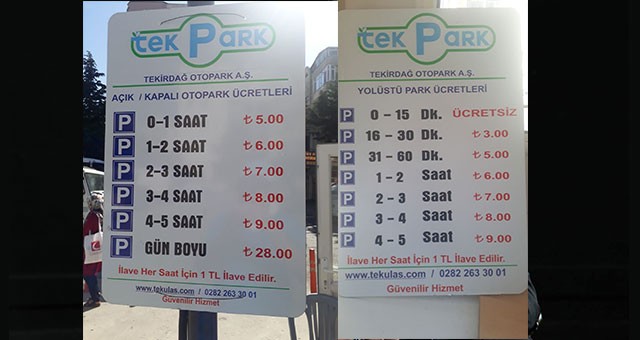 tek Park
TEKİRDAĞ OTOPARK A.Ş.
AÇIK / KAPALI OTOPARK ÜCRETLERİ
P 0-1 SAAT ₺ 5.00
P 1-2 SAAT ₺ 6.00
P 2-3 SAAT ₺ 7.00
P 3-4 SAAT ₺ 8.00
P 4-5 SAAT ₺ 9.00
P GÜN BOYU ₺ 28.00
İlave Her Saat İçin 1 TL İlave Edilir.
www.tekulas.com / 0282 263 30 01
Güvenilir Hizmet
tek Park
TEKİRDAĞ OTOPARK A.Ş.
YOLÜSTÜ PARK ÜCRETLERİ
P 0 - 15 Dk. ÜCRETSİZ
P 16 - 30 Dk. ₺ 3.00
P 31 - 60 Dk. ₺ 5.00
P 1 - 2 Saat ₺ 6.00
P 2 - 3 Saat ₺ 7.00
P 3 - 4 Saat ₺ 8.00
P 4 - 5 Saat ₺ 9.00
İlave Her Saat İçin 1 TL İlave Edilir.
www.tekulas.com / 0282 263 30 01
Güvenilir Hizmet